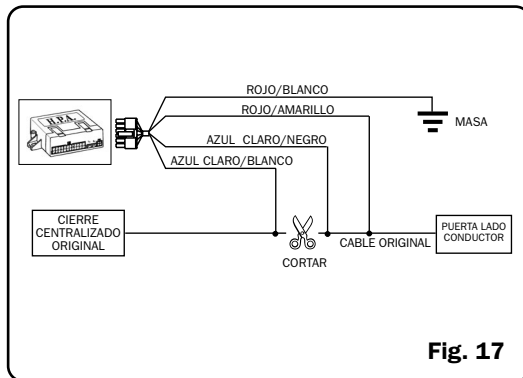 ROJO/BLANCO
ROJO/AMARILLO
MASA
H.P.A.
AZUL CLARO/NEGRO
AZUL CLARO/BLANCO
CIERRE
CENTRALIZADO
ORIGINAL
PUERTA LADO
CONDUCTOR
CABLE ORIGINAL
CORTAR
Fig. 17